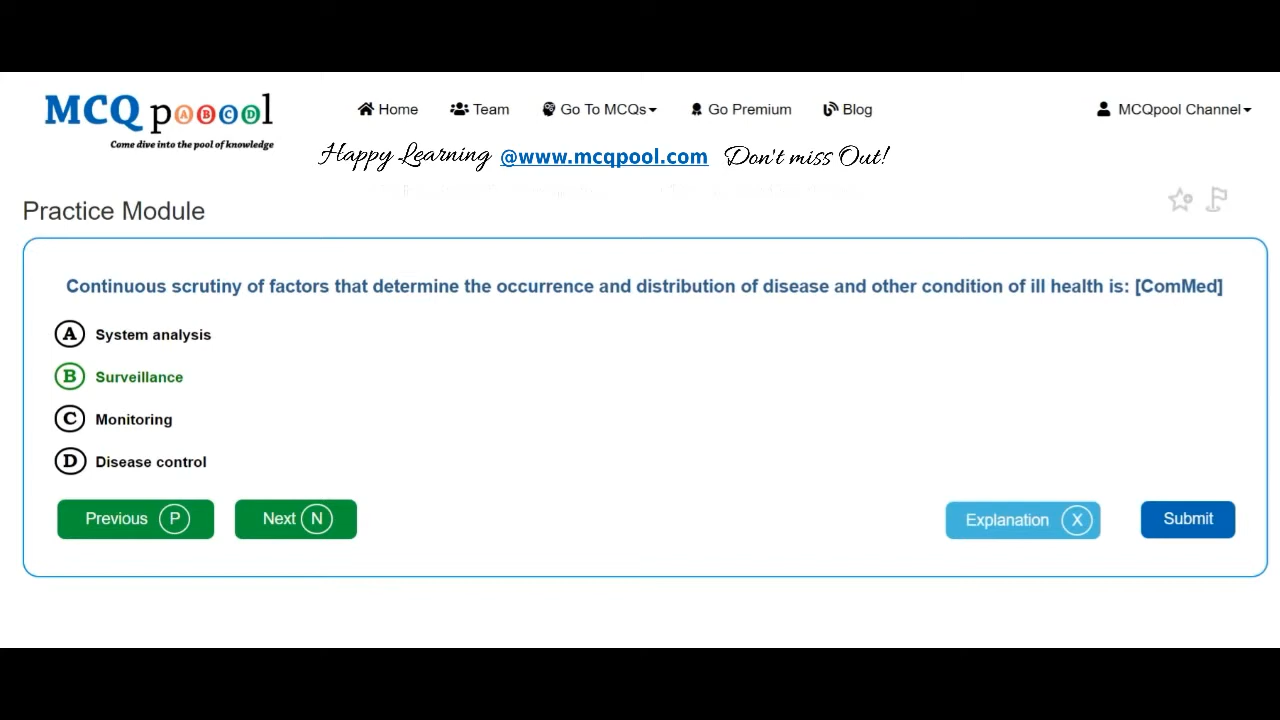 MCQ pooool
Come dive into the pool of knowledge
Home Team Go To MCQs Go Premium Blog MCQpool Channel
Happy Learning @www.mcqpool.com Don't miss Out!
Practice Module
Continuous scrutiny of factors that determine the occurrence and distribution of disease and other condition of ill health is: [ComMed]
A System analysis
B Surveillance
C Monitoring
D Disease control
Previous P Next N Explanation X Submit